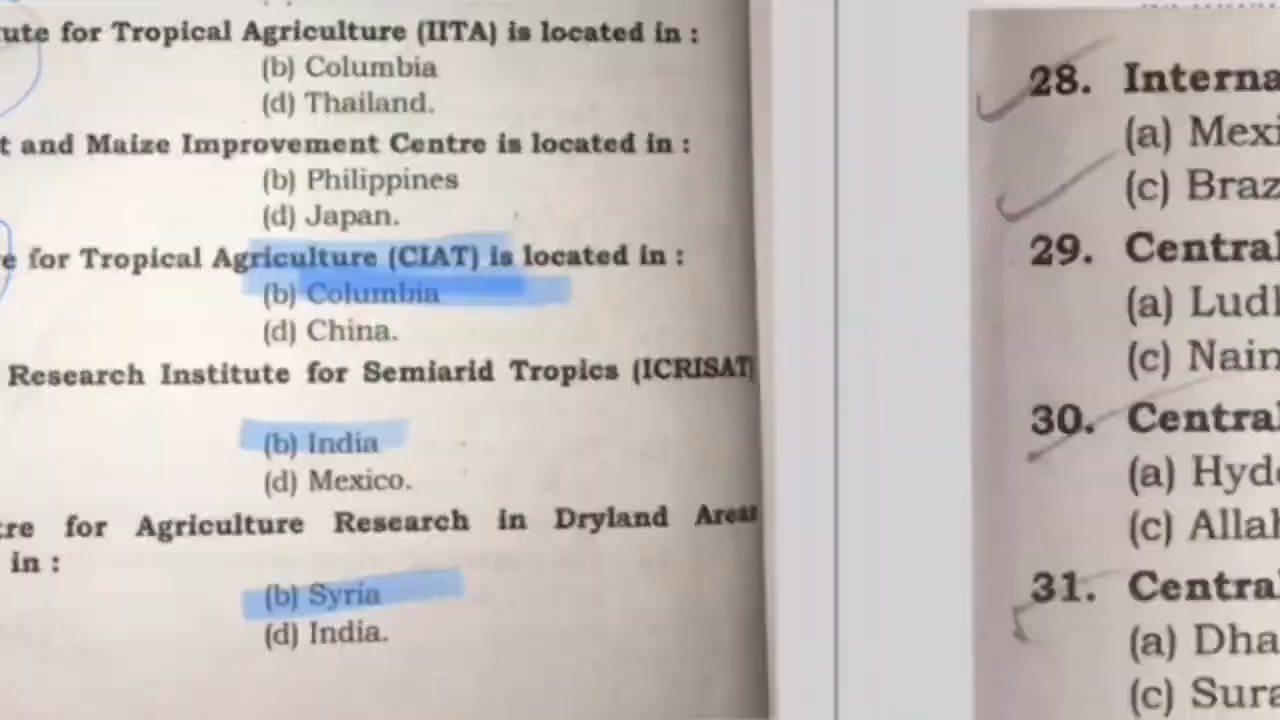 ute for Tropical Agriculture (IITA) is located in :
(b) Columbia
(d) Thailand.
t and Maize Improvement Centre is located in :
(b) Philippines
(d) Japan.
e for Tropical Agriculture (CIAT) is located in :
(b) Columbia
(d) China.
Research Institute for Semiarid Tropics (ICRISAT)
(b) India
(d) Mexico.
tre for Agriculture Research in Dryland Areas
in :
(b) Syria
(d) India.
28. Interna
(a) Mexi
(c) Braz
29. Central
(a) Ludh
(c) Nain
30. Central
(a) Hyde
(c) Allah
31. Central
(a) Dha
(c) Sura